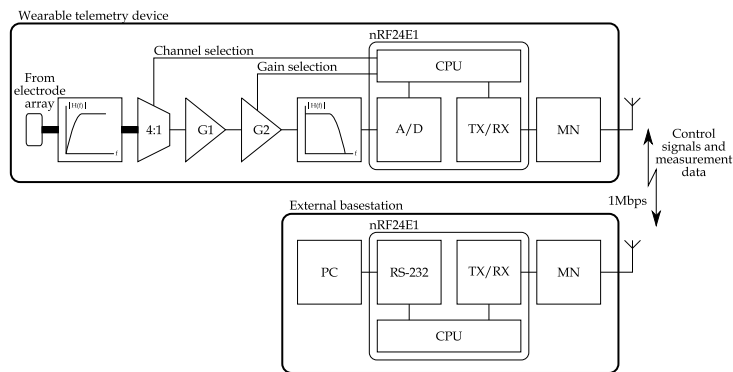 Wearable telemetry device
nRF24E1
Channel selection
CPU
Gain selection
From
electrode
array
|H(f)|
f
4:1
G1
G2
|H(f)|
f
A/D
TX/RX
MN
Control
signals and
measurement
data
1Mbps
External basestation
nRF24E1
PC
RS-232
TX/RX
MN
CPU